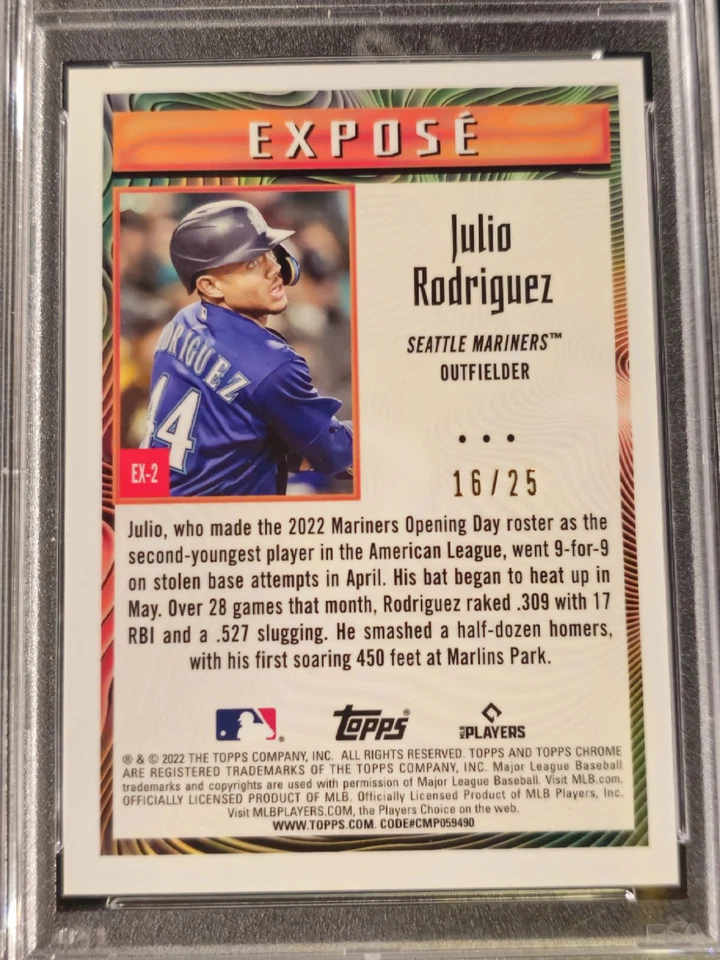 EXPOSÉ
Julio
Rodriguez
SEATTLE MARINERS™
OUTFIELDER
• • •
16/25
RIGUEZ
44
EX-2
Julio, who made the 2022 Mariners Opening Day roster as the
second-youngest player in the American League, went 9-for-9
on stolen base attempts in April. His bat began to heat up in
May. Over 28 games that month, Rodriguez raked .309 with 17
RBI and a .527 slugging. He smashed a half-dozen homers,
with his first soaring 450 feet at Marlins Park.
topps®
MLB PLAYERS
® & © 2022 THE TOPPS COMPANY, INC. ALL RIGHTS RESERVED. TOPPS AND TOPPS CHROME
ARE REGISTERED TRADEMARKS OF THE TOPPS COMPANY, INC. Major League Baseball
trademarks and copyrights are used with permission of Major League Baseball. Visit MLB.com.
OFFICIALLY LICENSED PRODUCT OF MLB. Officially Licensed Product of MLB Players, Inc.
Visit MLBPLAYERS.COM, the Players Choice on the web.
WWW.TOPPS.COM. CODE#CMP059490
PSA